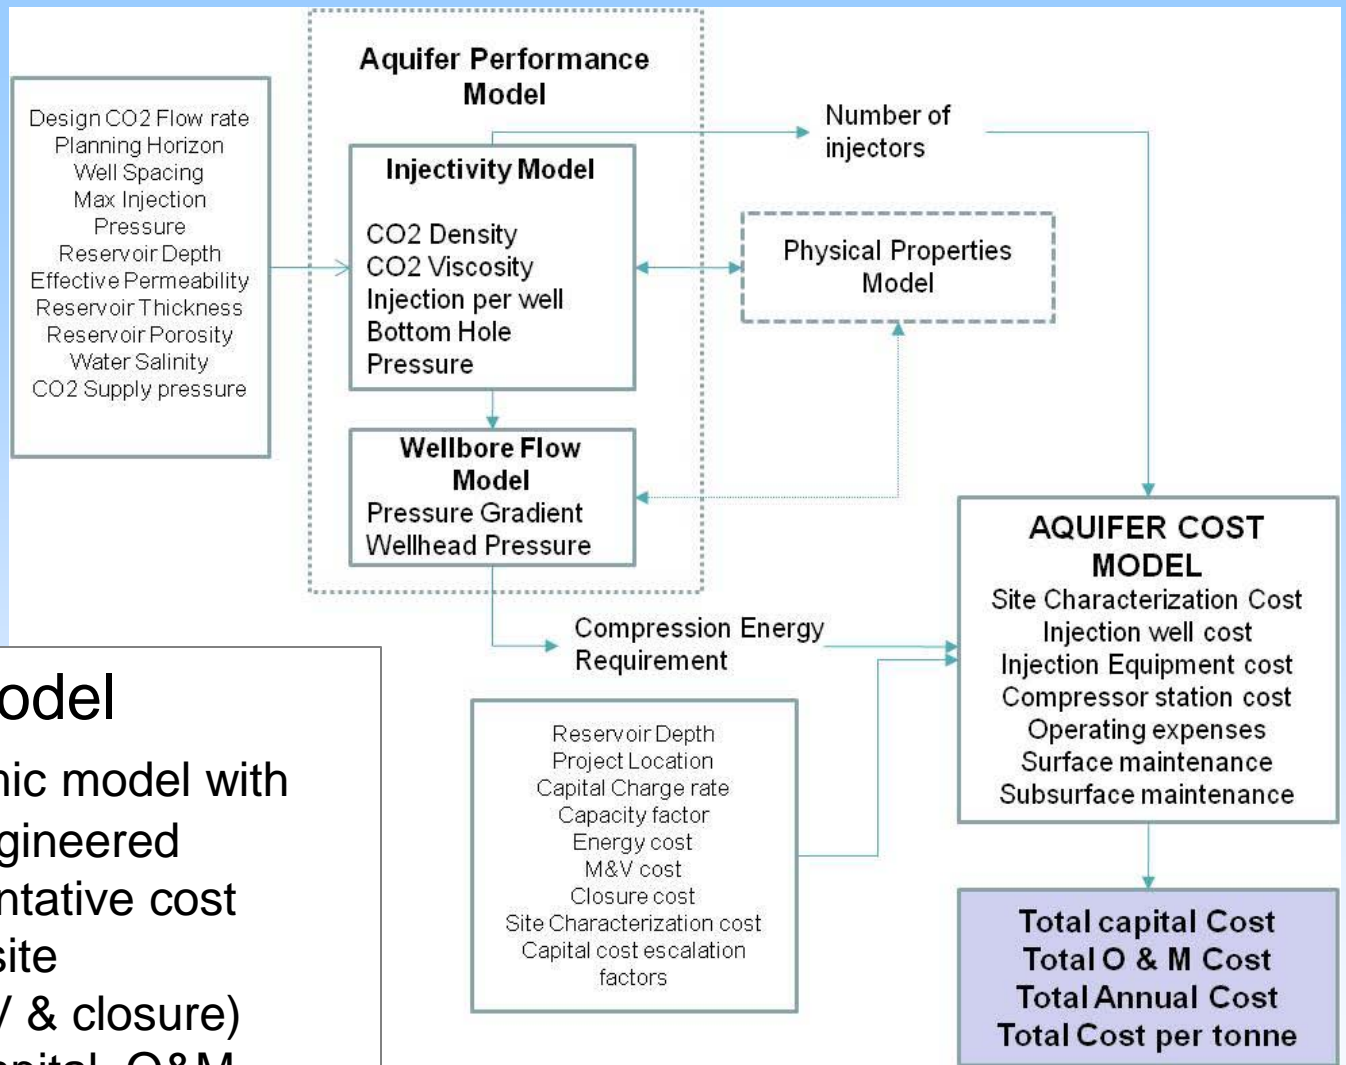 Aquifer Performance
Model
Design CO2 Flow rate
Planning Horizon
Well Spacing
Max Injection
Pressure
Reservoir Depth
Effective Permeability
Reservoir Thickness
Reservoir Porosity
Water Salinity
CO2 Supply pressure
Injectivity Model
CO2 Density
CO2 Viscosity
Injection per well
Bottom Hole
Pressure
Number of
injectors
Physical Properties
Model
Wellbore Flow
Model
Pressure Gradient
Wellhead Pressure
AQUIFER COST
MODEL
Site Characterization Cost
Injection well cost
Injection Equipment cost
Compressor station cost
Operating expenses
Surface maintenance
Subsurface maintenance
Compression Energy
Requirement
Reservoir Depth
Project Location
Capital Charge rate
Capacity factor
Energy cost
M&V cost
Closure cost
Site Characterization cost
Capital cost escalation
factors
Total capital Cost
Total O & M Cost
Total Annual Cost
Total Cost per tonne
odel
nic model with
gineered
ntative cost
site
& closure)
pital, O&M